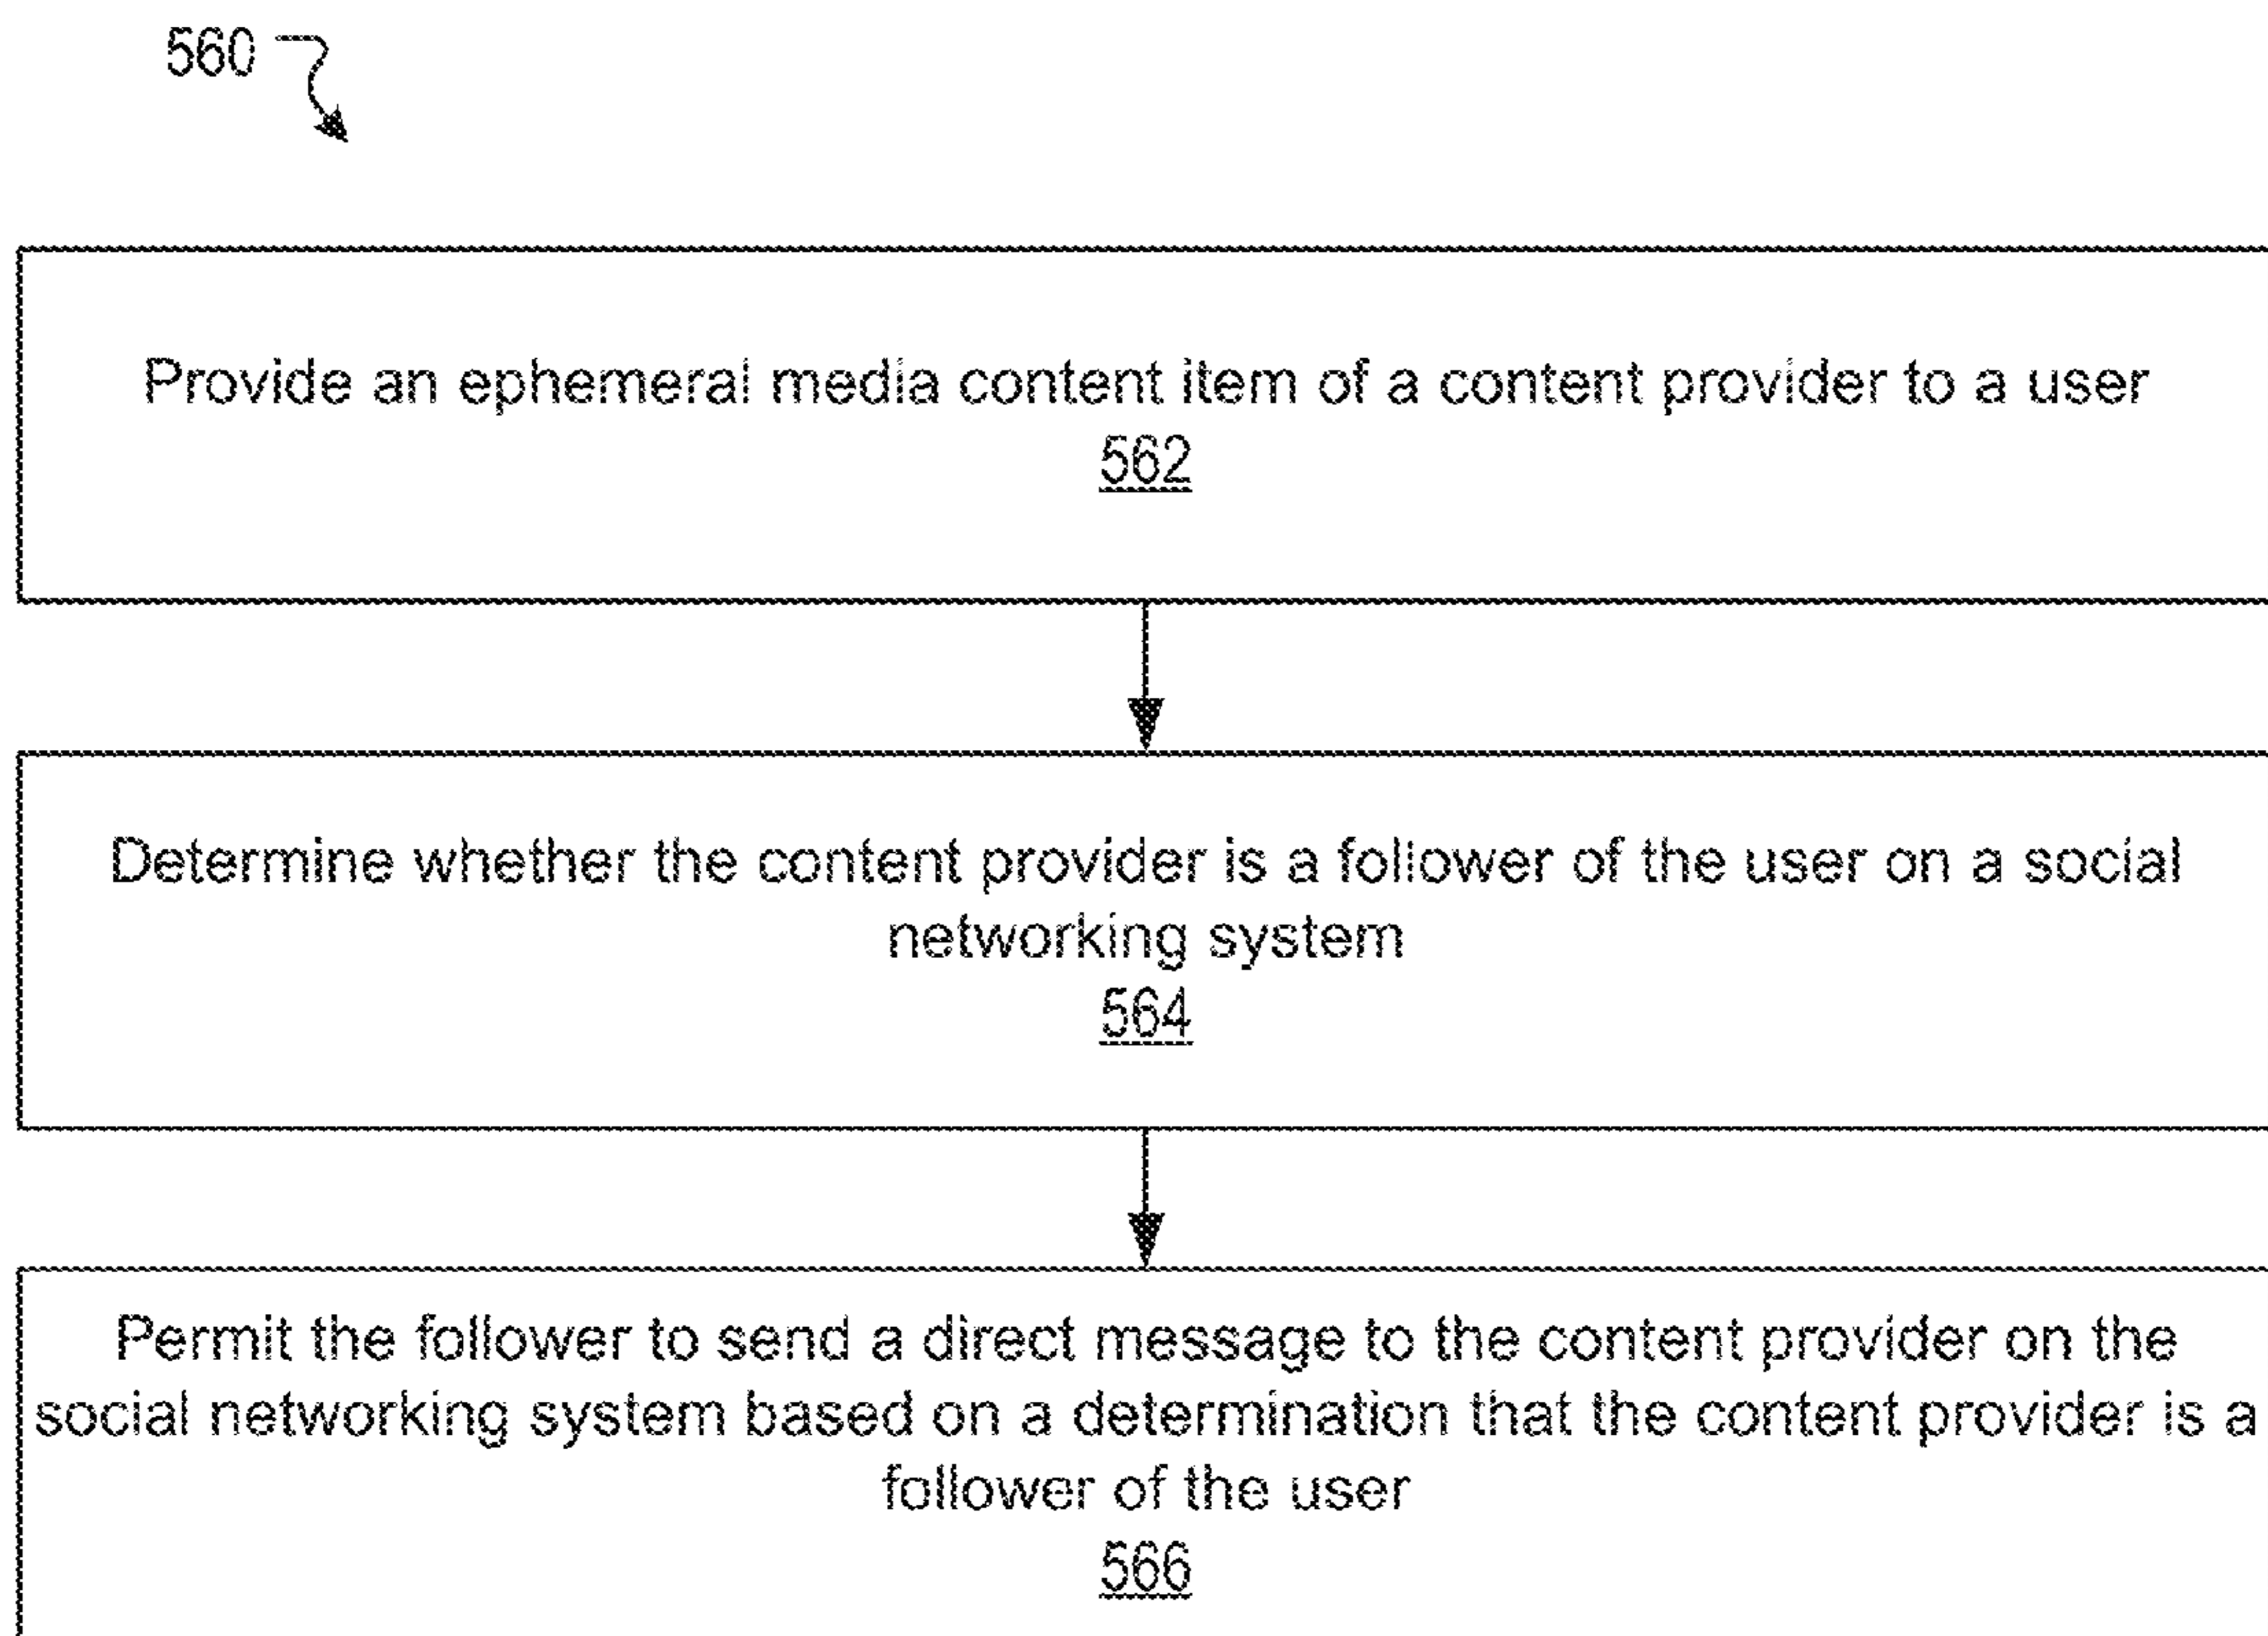 560
Provide an ephemeral media content item of a content provider to a user
562
Determine whether the content provider is a follower of the user on a social
networking system
564
Permit the follower to send a direct message to the content provider on the
social networking system based on a determination that the content provider is a
follower of the user
566